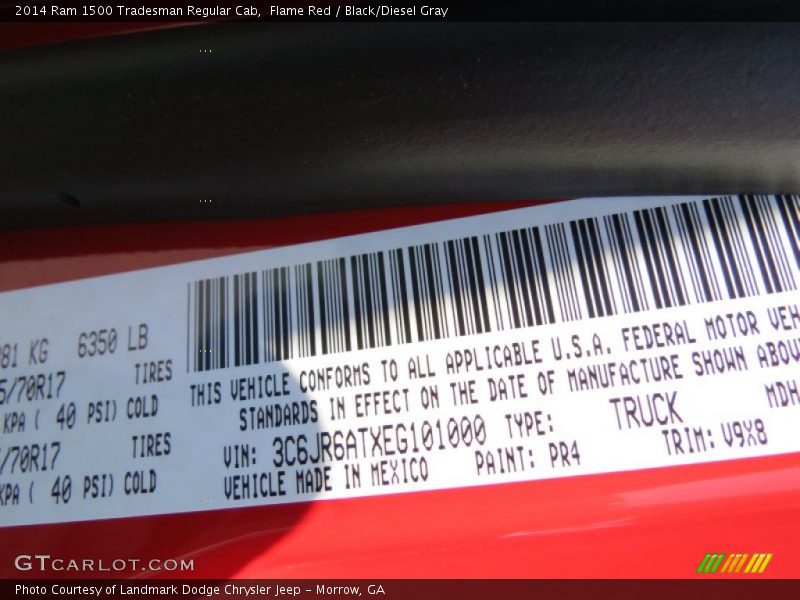 2014 Ram 1500 Tradesman Regular Cab,  Flame Red / Black/Diesel Gray
981 KG 6350 LB
5/70R17 TIRES
KPA ( 40 PSI) COLD
/70R17 TIRES
KPA ( 40 PSI) COLD
THIS VEHICLE CONFORMS TO ALL APPLICABLE U.S.A. FEDERAL MOTOR VEH
STANDARDS IN EFFECT ON THE DATE OF MANUFACTURE SHOWN ABOV
VIN: 3C6JR6ATXEG101000 TYPE: TRUCK MDH
VEHICLE MADE IN MEXICO PAINT: PR4 TRIM: V9X8
GTCARLOT.COM
Photo Courtesy of Landmark Dodge Chrysler Jeep - Morrow, GA